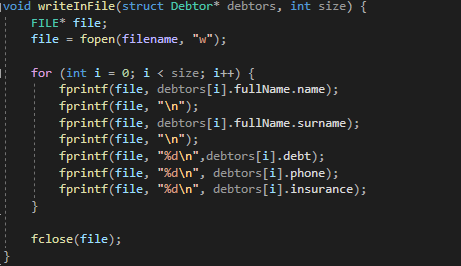 void writeInFile(struct Debtor* debtors, int size) {
    FILE* file;
    file = fopen(filename, "w");

    for (int i = 0; i < size; i++) {
        fprintf(file, debtors[i].fullName.name);
        fprintf(file, "\n");
        fprintf(file, debtors[i].fullName.surname);
        fprintf(file, "\n");
        fprintf(file, "%d\n",debtors[i].debt);
        fprintf(file, "%d\n", debtors[i].phone);
        fprintf(file, "%d\n", debtors[i].insurance);
    }

    fclose(file);
}